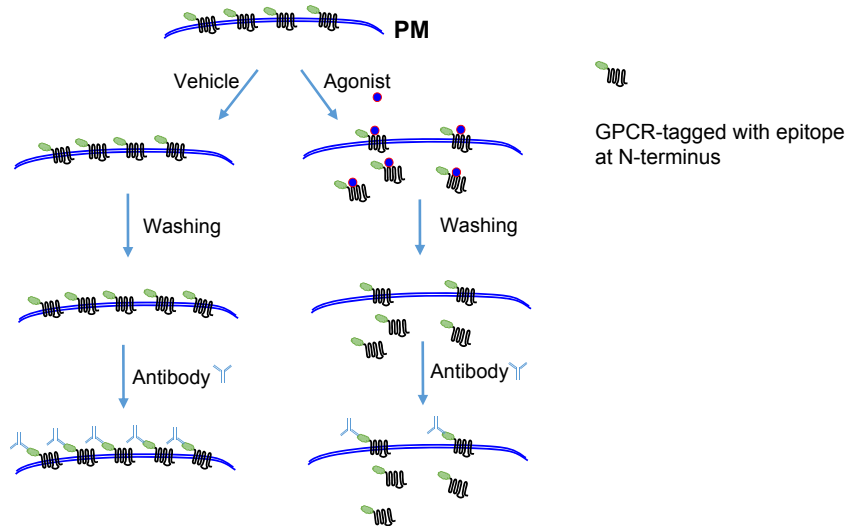 PM
Vehicle
Agonist
GPCR-tagged with epitope
at N-terminus
Washing
Washing
Antibody
Antibody